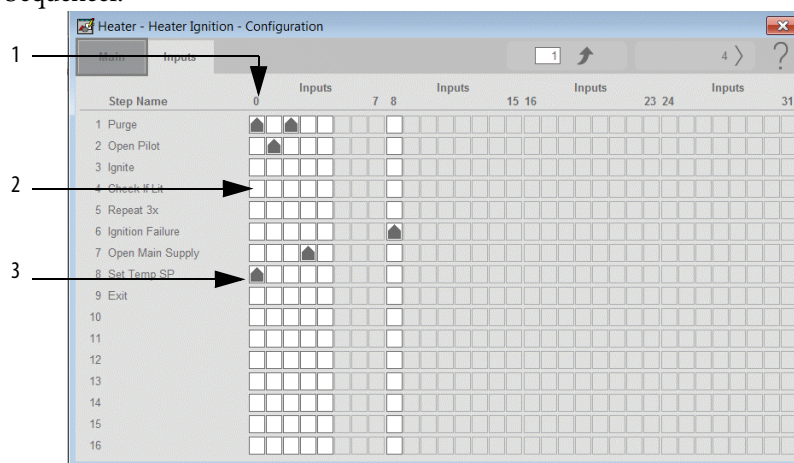 Sequencer.
Heater - Heater Ignition - Configuration
1
Main Inputs 1 4 ?
Inputs Inputs Inputs Inputs
Step Name 0 7 8 15 16 23 24 31
1 Purge
2 Open Pilot
3 Ignite
2
4 Check If Lit
5 Repeat 3x
6 Ignition Failure
7 Open Main Supply
3
8 Set Temp SP
9 Exit
10
11
12
13
14
15
16